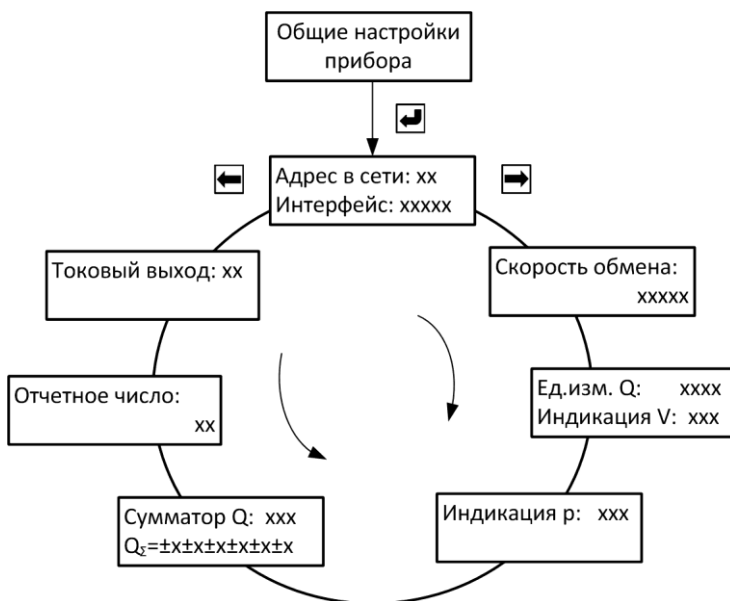 Общие настройки
прибора
Адрес в сети: xx
Интерфейс: xxxxx
Токовый выход: xx
Скорость обмена:
xxxxx
Отчетное число:
xx
Ед.изм. Q: xxxx
Индикация V: xxx
Сумматор Q: xxx
QΣ=±x±x±x±x±x±x
Индикация p: xxx